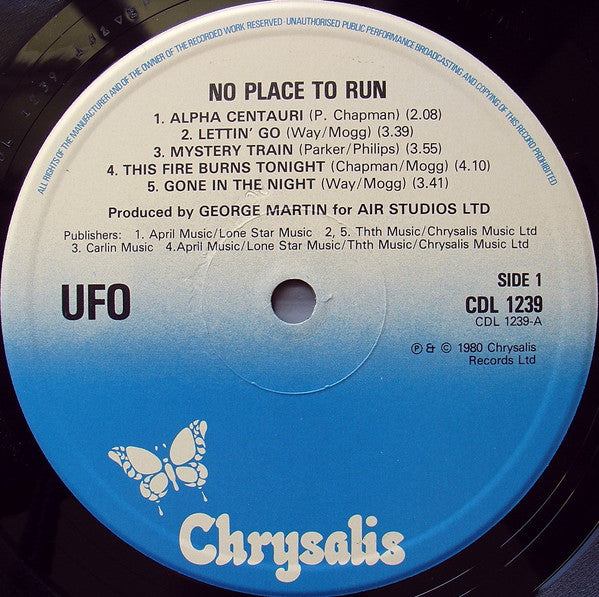 ALL RIGHTS OF THE MANUFACTURER AND OF THE OWNER OF THE RECORDED WORK RESERVED · UNAUTHORISED PUBLIC PERFORMANCE BROADCASTING AND COPYING OF THIS RECORD PROHIBITED
NO PLACE TO RUN
1. ALPHA CENTAURI (P. Chapman) (2.08)
2. LETTIN' GO (Way/Mogg) (3.39)
3. MYSTERY TRAIN (Parker/Philips) (3.55)
4. THIS FIRE BURNS TONIGHT (Chapman/Mogg) (4.10)
5. GONE IN THE NIGHT (Way/Mogg) (3.41)
Produced by GEORGE MARTIN for AIR STUDIOS LTD
Publishers: 1. April Music/Lone Star Music 2, 5. Thth Music/Chrysalis Music Ltd
3. Carlin Music 4.April Music/Lone Star Music/Thth Music/Chrysalis Music Ltd
UFO
SIDE 1
CDL 1239
CDL 1239-A
Ⓟ & © 1980 Chrysalis
Records Ltd
Chrysalis